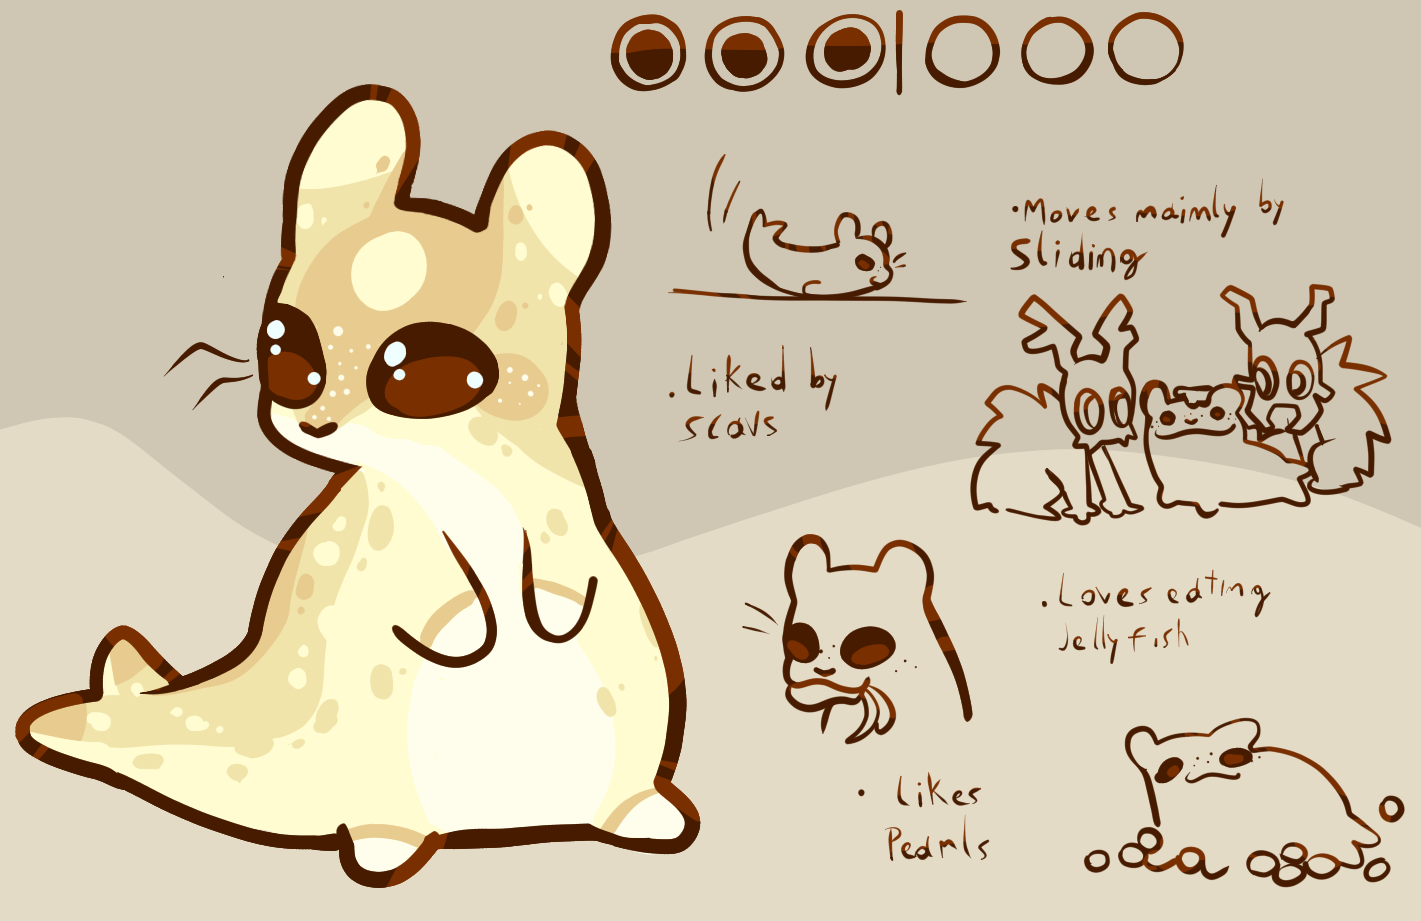 •Moves mainly by
Sliding
.Liked by
scavs
.Loves eating
Jelly fish
• Likes
Pearls